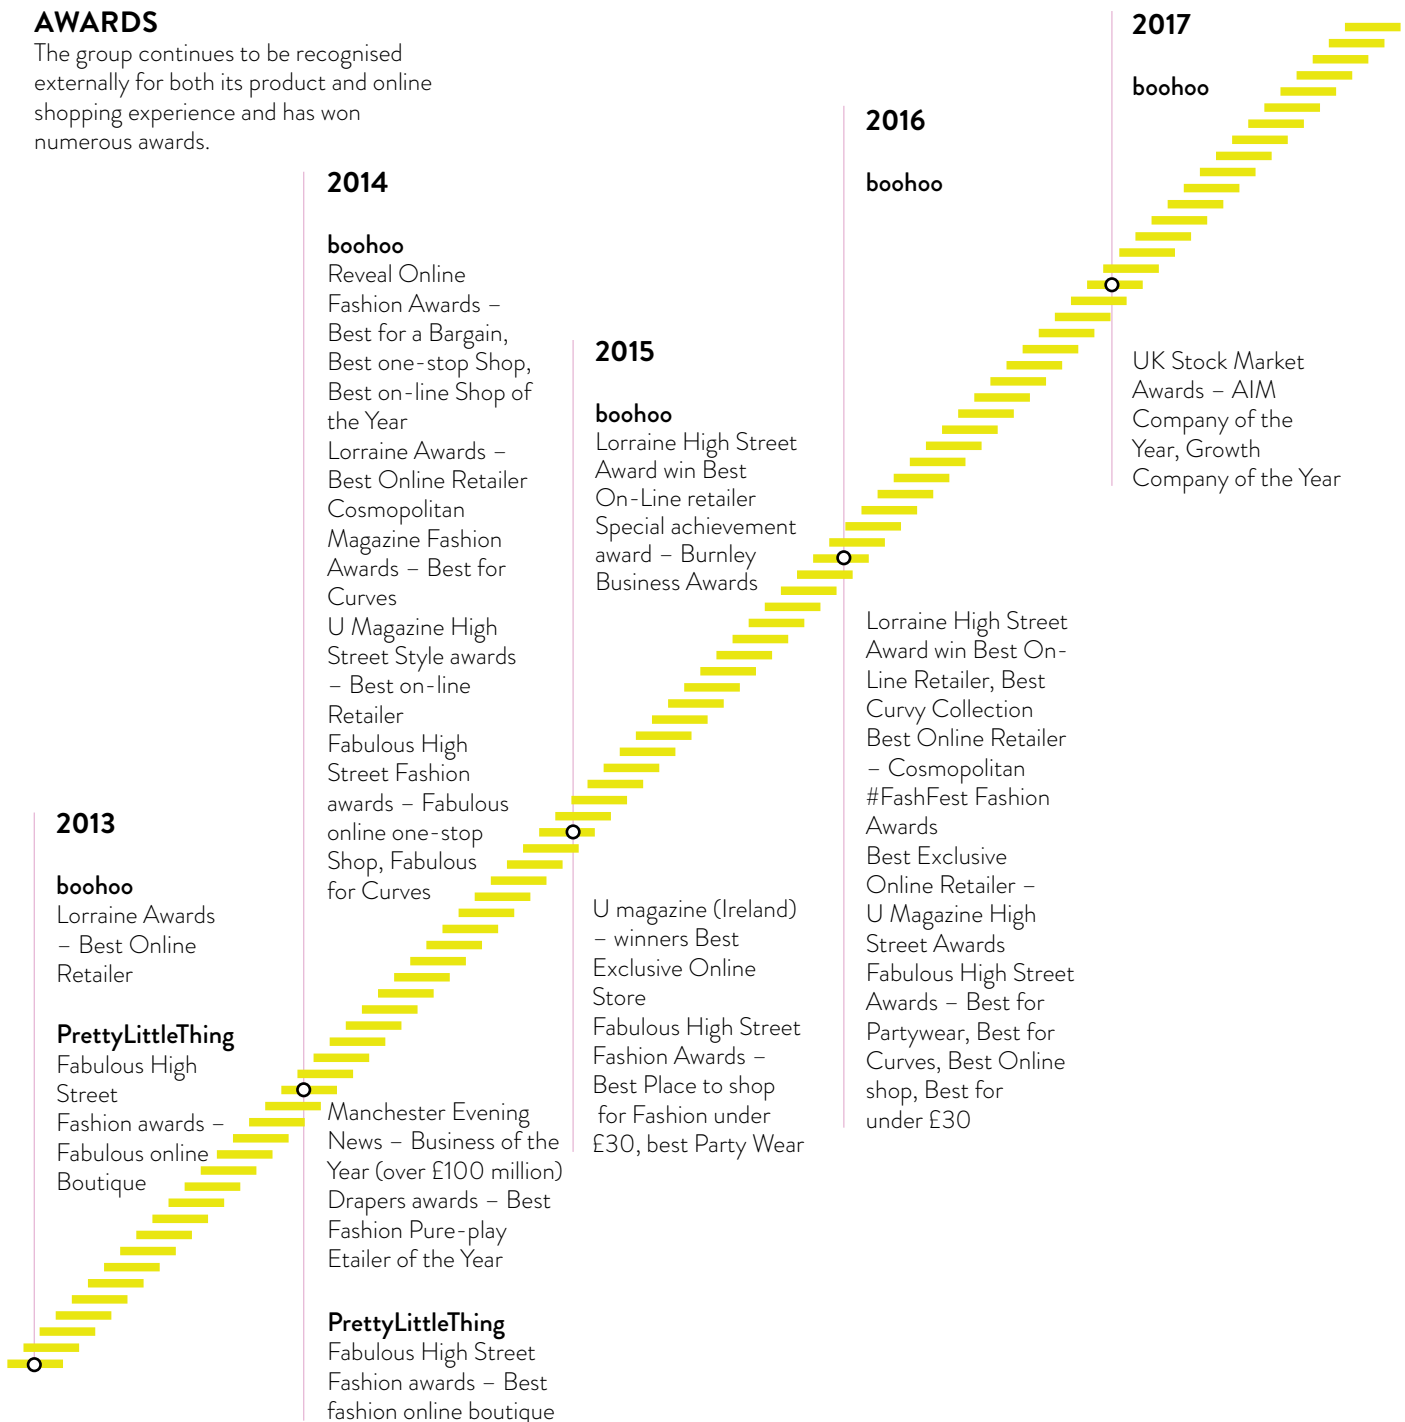 AWARDS
The group continues to be recognised
externally for both its product and online
shopping experience and has won
numerous awards.
2013
boohoo
Lorraine Awards
– Best Online
Retailer
PrettyLittleThing
Fabulous High
Street
Fashion awards –
Fabulous online
Boutique
2014
boohoo
Reveal Online
Fashion Awards –
Best for a Bargain,
Best one-stop Shop,
Best on-line Shop of
the Year
Lorraine Awards –
Best Online Retailer
Cosmopolitan
Magazine Fashion
Awards – Best for
Curves
U Magazine High
Street Style awards
– Best on-line
Retailer
Fabulous High
Street Fashion
awards – Fabulous
online one-stop
Shop, Fabulous
for Curves
Manchester Evening
News – Business of the
Year (over £100 million)
Drapers awards – Best
Fashion Pure-play
Etailer of the Year
PrettyLittleThing
Fabulous High Street
Fashion awards – Best
fashion online boutique
2015
boohoo
Lorraine High Street
Award win Best
On-Line retailer
Special achievement
award – Burnley
Business Awards
U magazine (Ireland)
– winners Best
Exclusive Online
Store
Fabulous High Street
Fashion Awards –
Best Place to shop
for Fashion under
£30, best Party Wear
2016
boohoo
Lorraine High Street
Award win Best On-
Line Retailer, Best
Curvy Collection
Best Online Retailer
– Cosmopolitan
#FashFest Fashion
Awards
Best Exclusive
Online Retailer –
U Magazine High
Street Awards
Fabulous High Street
Awards – Best for
Partywear, Best for
Curves, Best Online
shop, Best for
under £30
2017
boohoo
UK Stock Market
Awards – AIM
Company of the
Year, Growth
Company of the Year